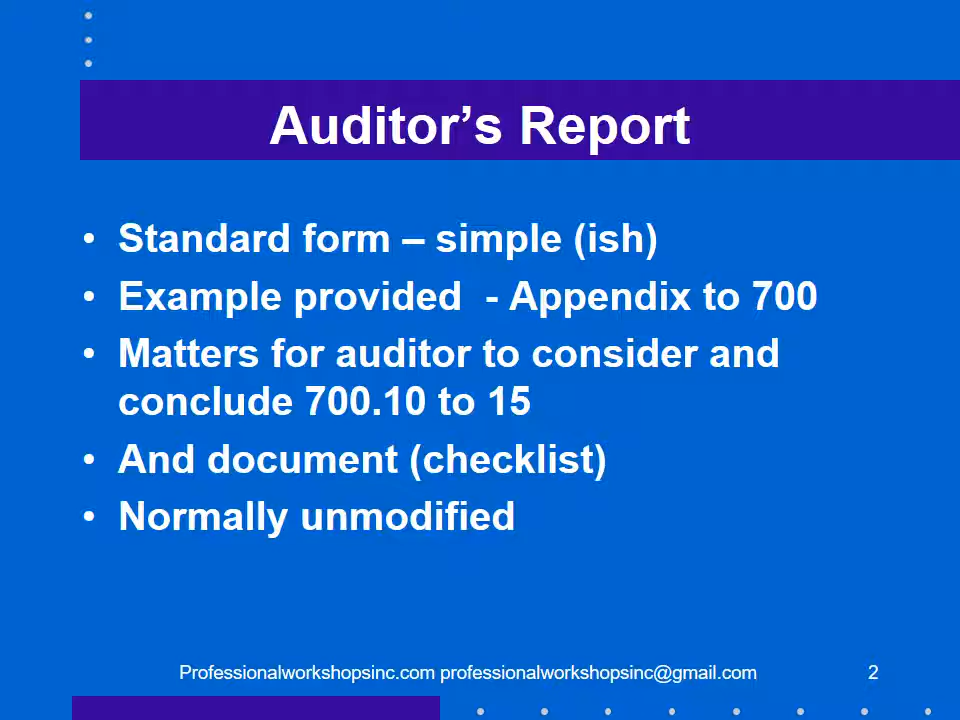 Auditor’s Report
• Standard form – simple (ish)
• Example provided  - Appendix to 700
• Matters for auditor to consider and
conclude 700.10 to 15
• And document (checklist)
• Normally unmodified
Professionalworkshopsinc.com professionalworkshopsinc@gmail.com 2